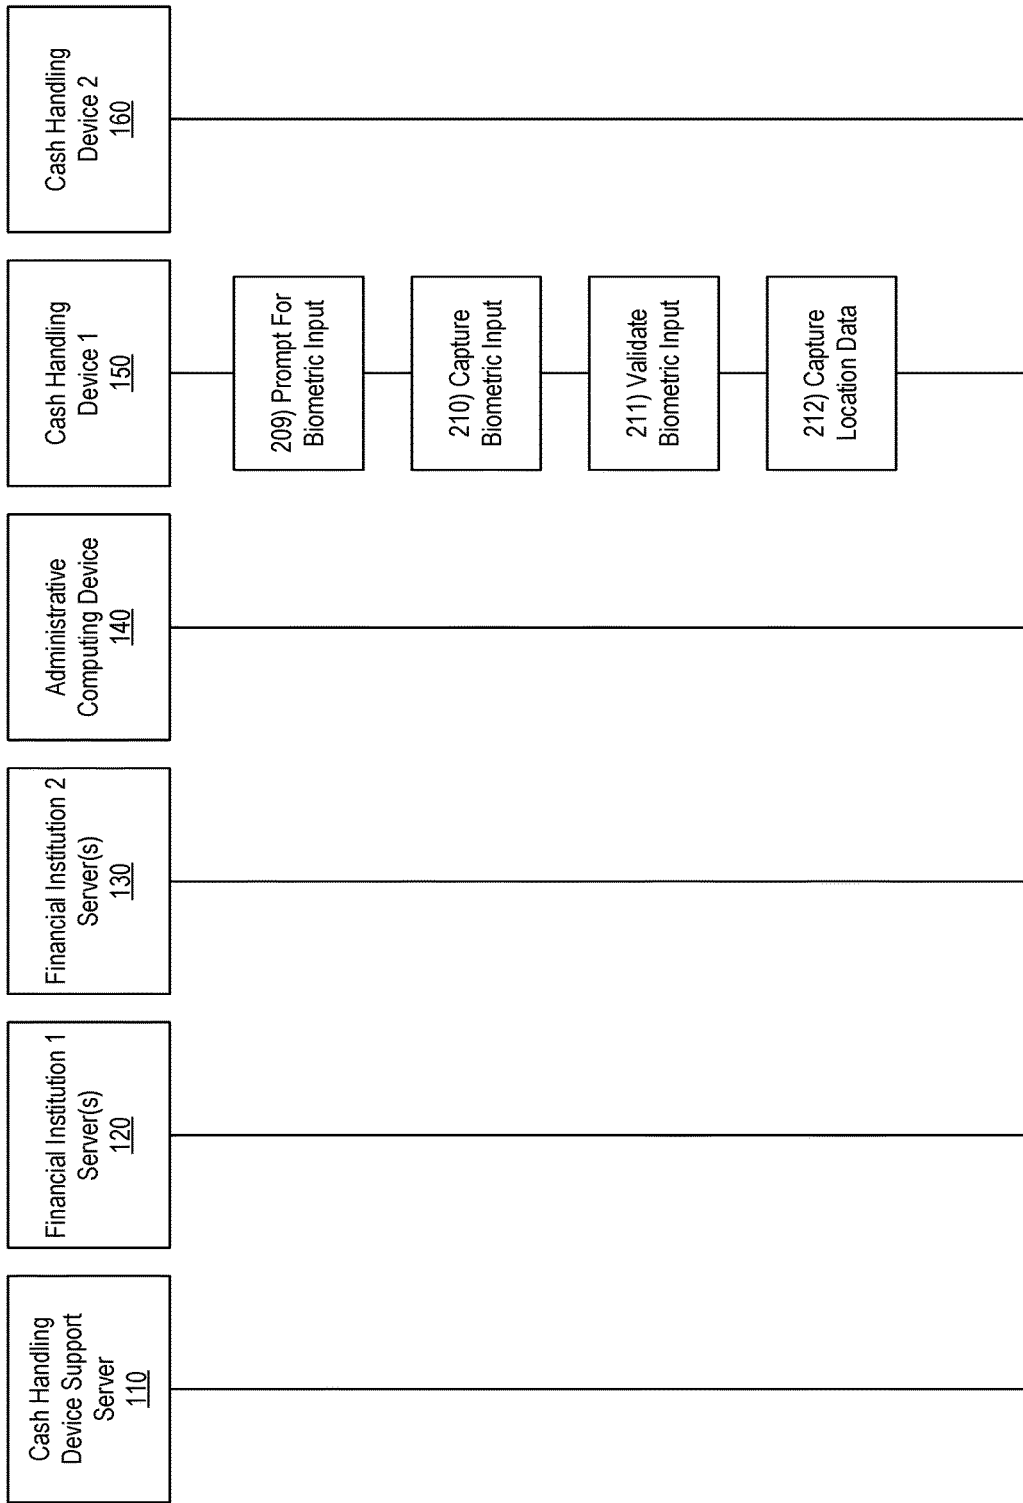 Cash Handling
Device Support
Server
110
Financial Institution 1
Server(s)
120
Financial Institution 2
Server(s)
130
Administrative
Computing Device
140
Cash Handling
Device 1
150
Cash Handling
Device 2
160
209) Prompt For
Biometric Input
210) Capture
Biometric Input
211) Validate
Biometric Input
212) Capture
Location Data